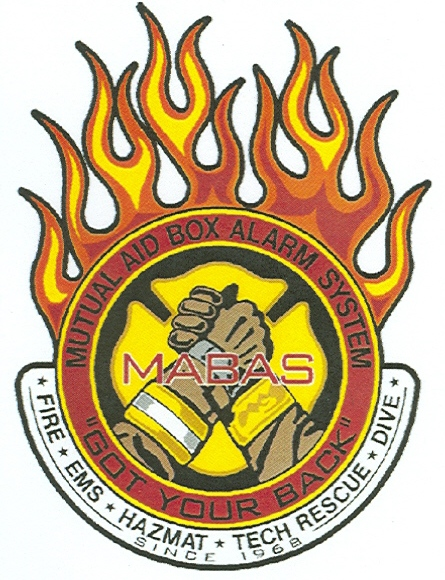 MUTUAL AID BOX ALARM SYSTEM
MABAS
"GOT YOUR BACK"
★ FIRE ★ EMS ★ HAZMAT ★ TECH RESCUE ★ DIVE ★
SINCE 1968